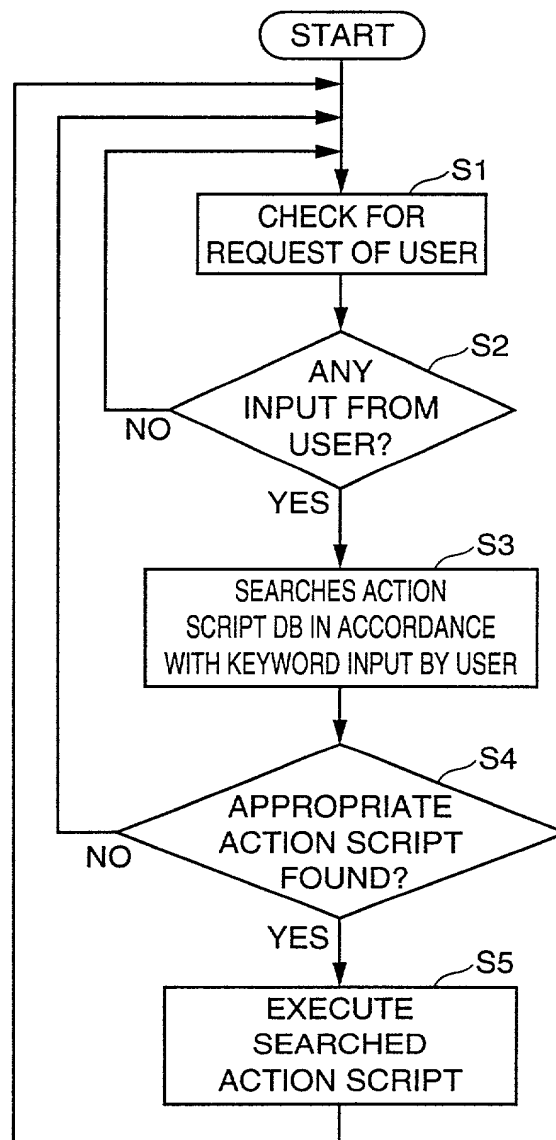 START
S1
CHECK FOR
REQUEST OF USER
S2
ANY
INPUT FROM
USER?
NO
YES
S3
SEARCHES ACTION
SCRIPT DB IN ACCORDANCE
WITH KEYWORD INPUT BY USER
S4
APPROPRIATE
ACTION SCRIPT
FOUND?
NO
YES
S5
EXECUTE
SEARCHED
ACTION SCRIPT